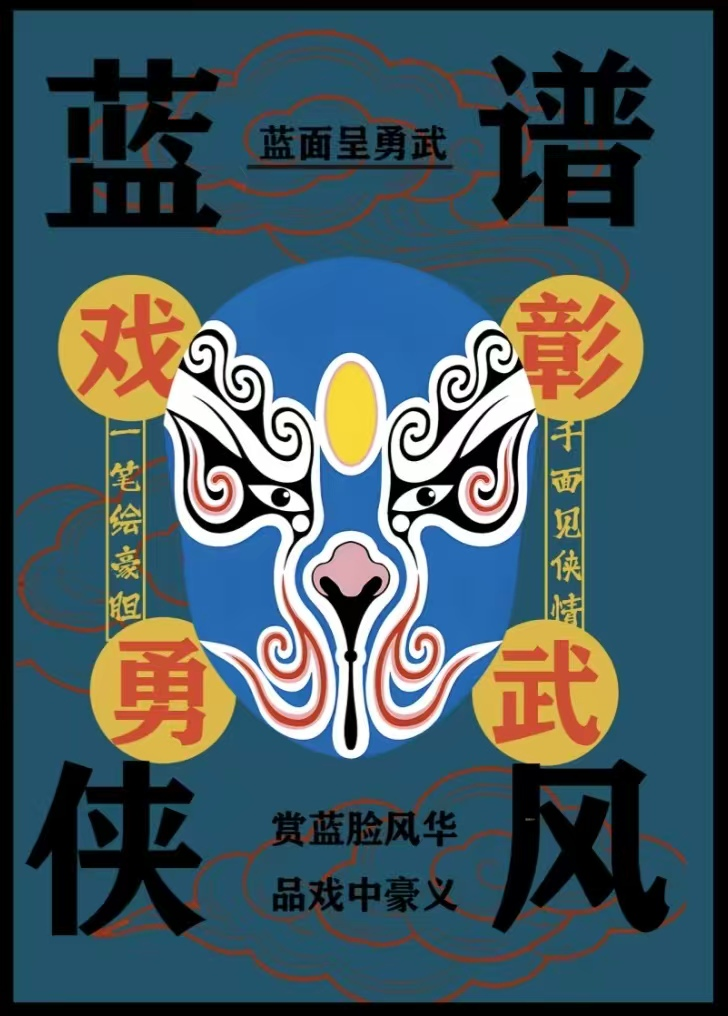 蓝谱
蓝面呈勇武
戏彰
一笔绘豪胆
千面见侠情
勇武
侠风
赏蓝脸风华
品戏中豪义